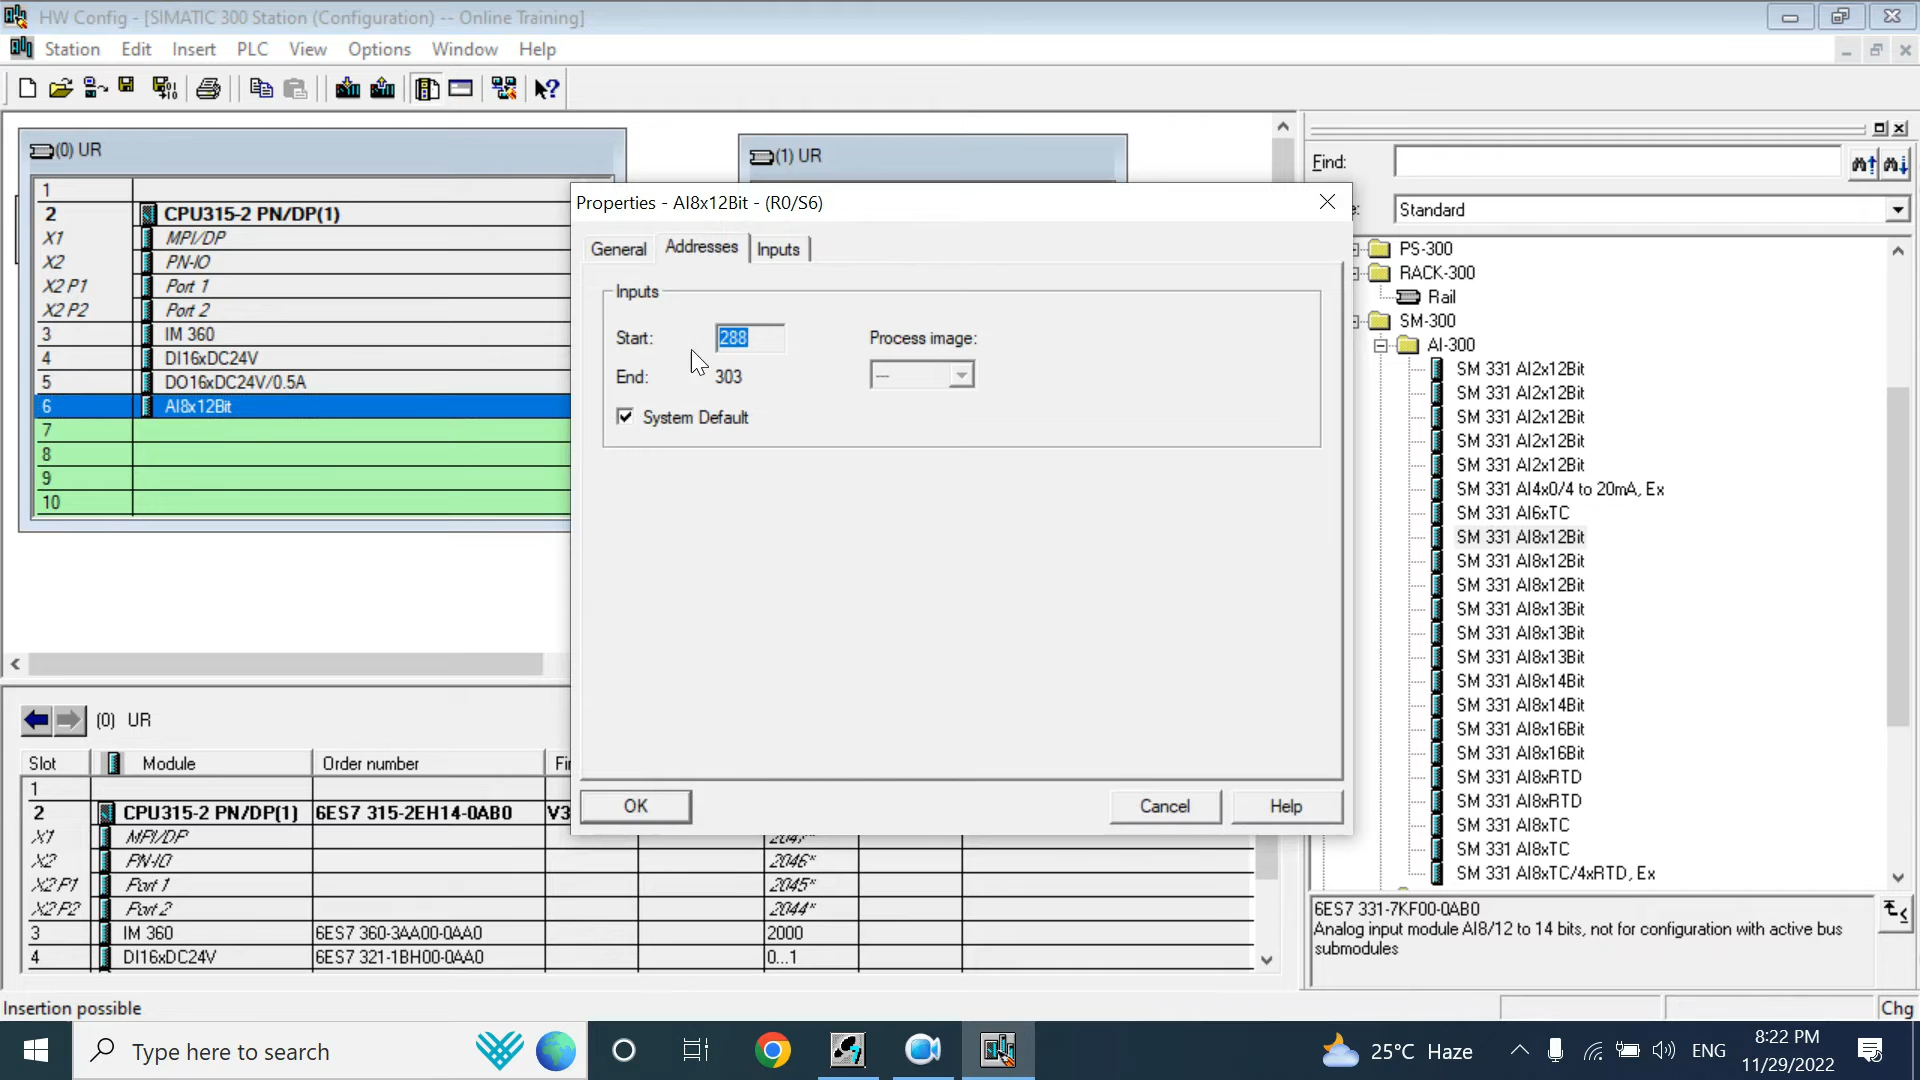 HW Config - [SIMATIC 300 Station (Configuration) -- Online Training]
Station Edit Insert PLC View Options Window Help
(0) UR
1
2 CPU315-2 PN/DP(1)
X1 MPI/DP
X2 PN-IO
X2 P1 Port 1
X2 P2 Port 2
3 IM 360
4 DI16xDC24V
5 DO16xDC24V/0.5A
6 AI8x12Bit
7
8
9
10
(1) UR
Properties - AI8x12Bit - (R0/S6)
General Addresses Inputs
Inputs
Start: 288 Process image:
End: 303 ---
System Default
OK Cancel Help
Find:
Standard
PS-300
RACK-300
Rail
SM-300
AI-300
SM 331 AI2x12Bit
SM 331 AI2x12Bit
SM 331 AI2x12Bit
SM 331 AI2x12Bit
SM 331 AI2x12Bit
SM 331 AI4x0/4 to 20mA, Ex
SM 331 AI6xTC
SM 331 AI8x12Bit
SM 331 AI8x12Bit
SM 331 AI8x12Bit
SM 331 AI8x13Bit
SM 331 AI8x13Bit
SM 331 AI8x13Bit
SM 331 AI8x14Bit
SM 331 AI8x14Bit
SM 331 AI8x16Bit
SM 331 AI8x16Bit
SM 331 AI8xRTD
SM 331 AI8xRTD
SM 331 AI8xTC
SM 331 AI8xTC
SM 331 AI8xTC/4xRTD, Ex
6ES7 331-7KF00-0AB0
Analog input module AI8/12 to 14 bits, not for configuration with active bus
submodules
(0) UR
Slot Module Order number Fi
1
2 CPU315-2 PN/DP(1) 6ES7 315-2EH14-0AB0 V3
X1 MPI/DP 2047*
X2 PN-IO 2046*
X2 P1 Port 1 2045*
X2 P2 Port 2 2044*
3 IM 360 6ES7 360-3AA00-0AA0 2000
4 DI16xDC24V 6ES7 321-1BH00-0AA0 0...1
Insertion possible
Chg
Type here to search
25°C Haze
ENG
8:22 PM
11/29/2022